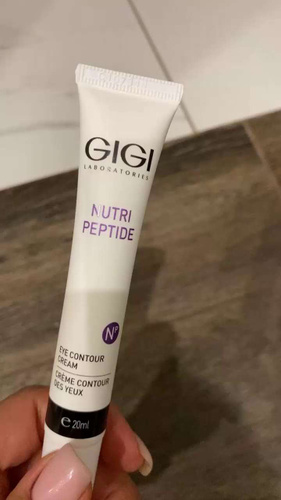 GIGI
LABORATORIES
NUTRI
PEPTIDE
NP
EYE CONTOUR
CREAM
CRÈME CONTOUR
DES YEUX
℮20ml